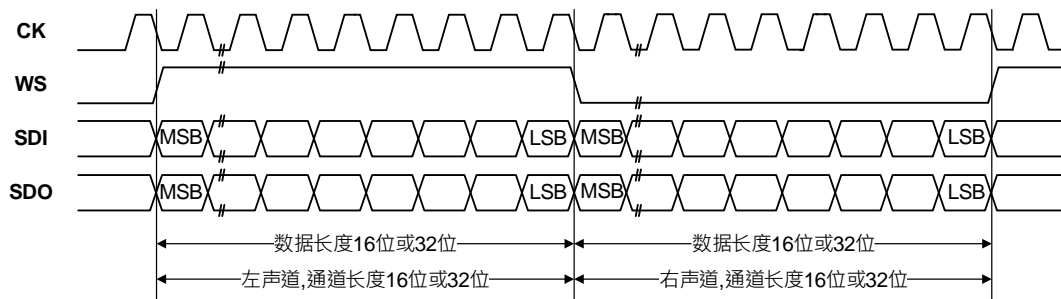 CK
WS
SDI MSB LSB MSB LSB
SDO MSB LSB MSB LSB
数据长度16位或32位 数据长度16位或32位
左声道,通道长度16位或32位 右声道,通道长度16位或32位